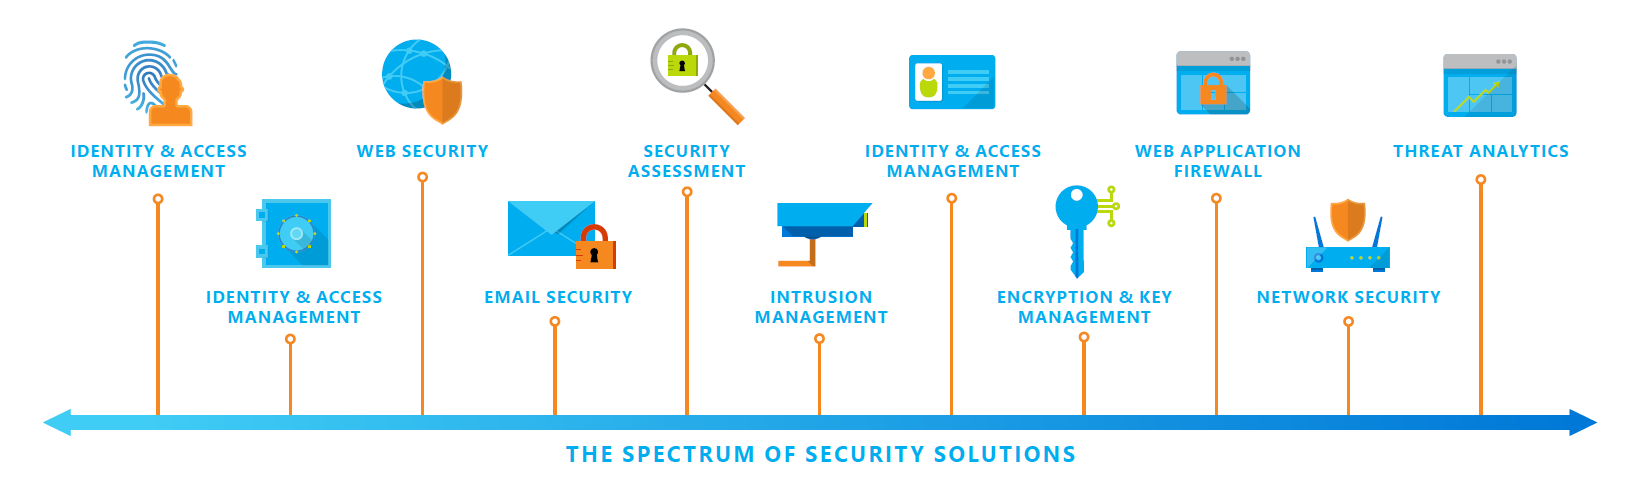 IDENTITY & ACCESS
MANAGEMENT
IDENTITY & ACCESS
MANAGEMENT
WEB SECURITY
EMAIL SECURITY
SECURITY
ASSESSMENT
INTRUSION
MANAGEMENT
IDENTITY & ACCESS
MANAGEMENT
ENCRYPTION & KEY
MANAGEMENT
WEB APPLICATION
FIREWALL
NETWORK SECURITY
THREAT ANALYTICS
THE SPECTRUM OF SECURITY SOLUTIONS